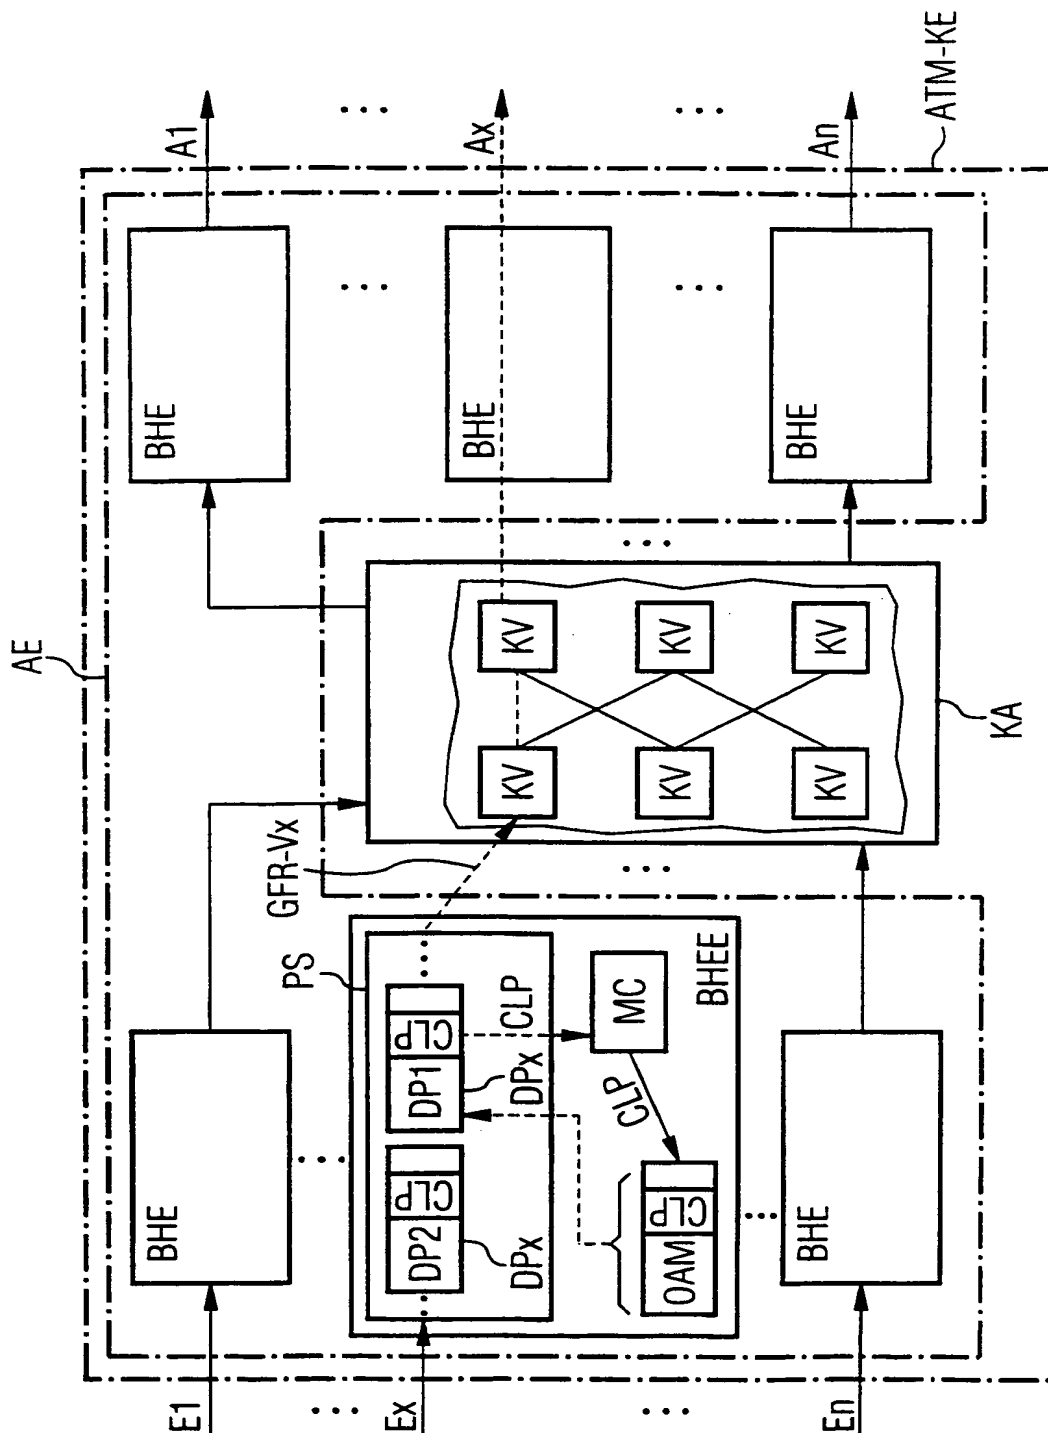 AE
E1
BHE
BHE
A1
PS
GFR-Vx
Ex
DP2
CLP
DP1
CLP
DPx
DPx
CLP
MC
CLP
OAM
CLP
BHEE
KV
KV
KV
KV
KV
KV
KA
BHE
Ax
En
BHE
BHE
An
ATM-KE